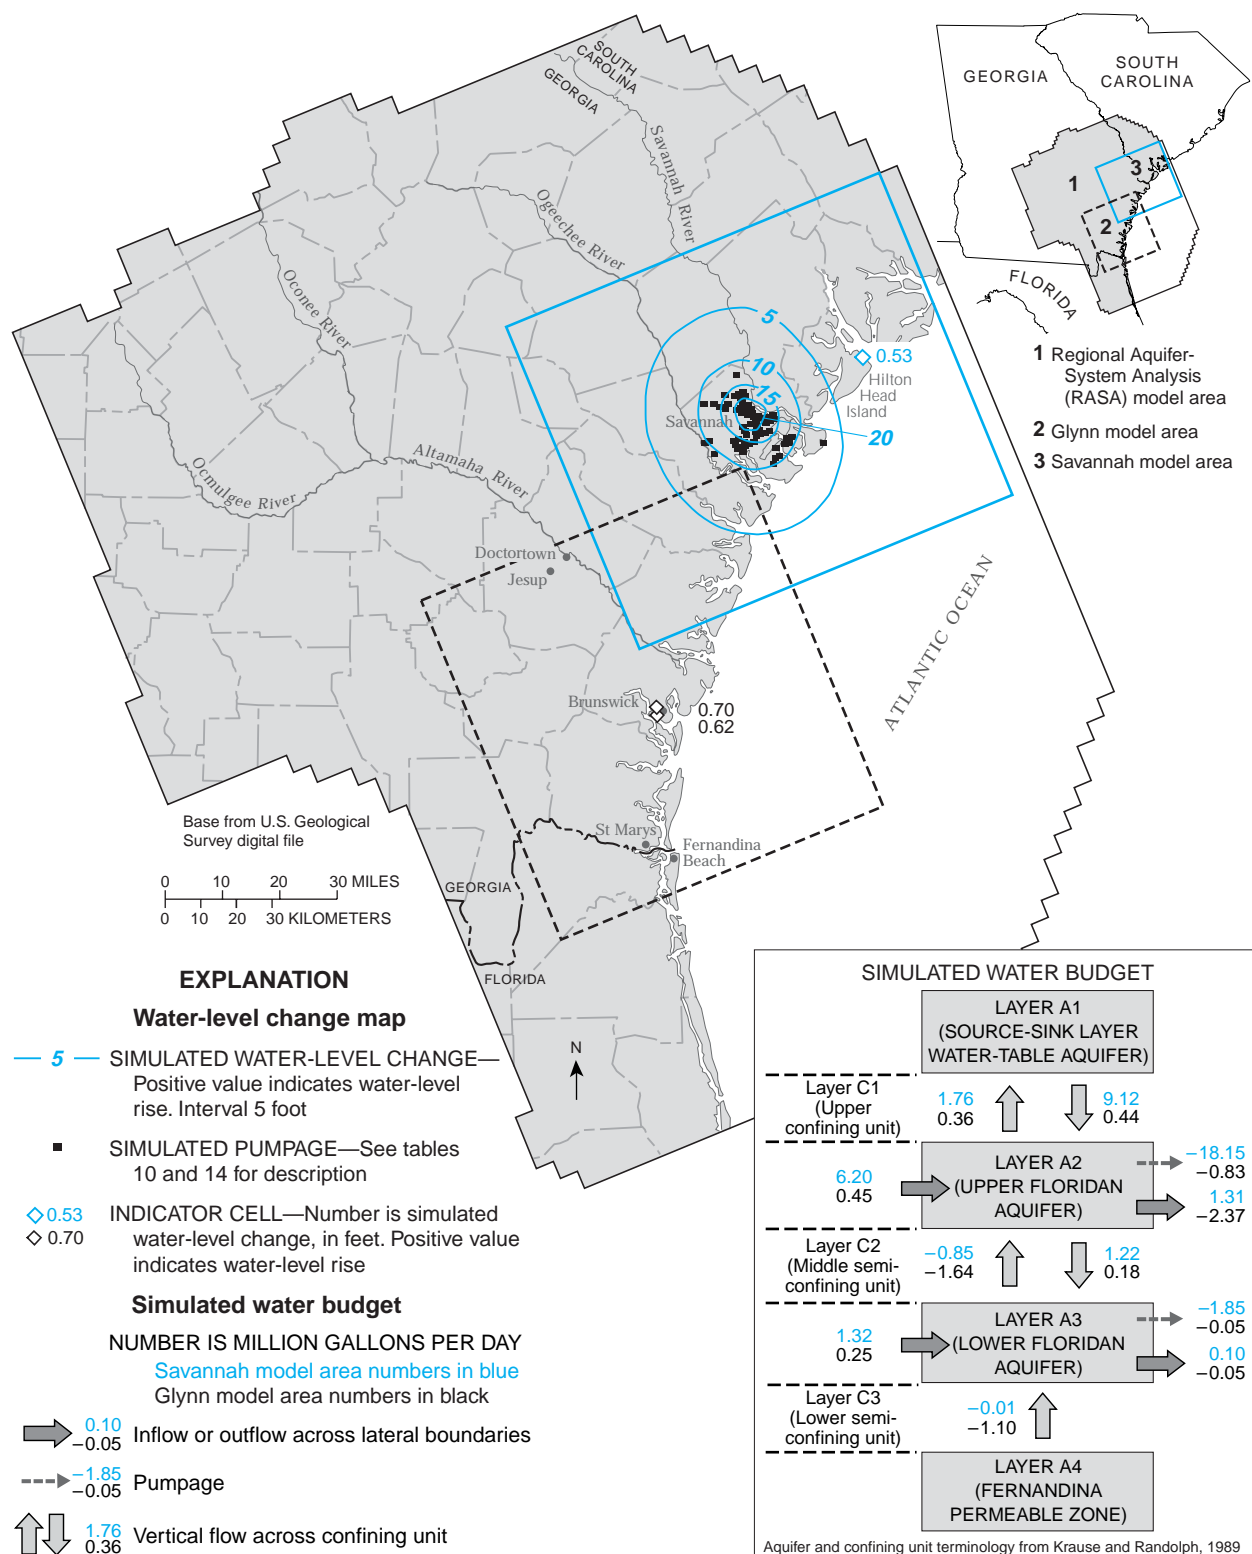 SOUTH
CAROLINA
GEORGIA
Savannah River
Ogeechee River
Oconee River
Ocmulgee River
Altamaha River
5
10
15
20
0.53
Hilton
Head
Island
Savannah
Doctortown
Jesup
Brunswick
0.70
0.62
St Marys
Fernandina
Beach
ATLANTIC OCEAN
GEORGIA
FLORIDA
N
Base from U.S. Geological
Survey digital file
0 10 20 30 MILES
0 10 20 30 KILOMETERS
GEORGIA
SOUTH
CAROLINA
FLORIDA
1
2
3
1 Regional Aquifer-
System Analysis
(RASA) model area
2 Glynn model area
3 Savannah model area
EXPLANATION
Water-level change map
5 SIMULATED WATER-LEVEL CHANGE—
Positive value indicates water-level
rise. Interval 5 foot
SIMULATED PUMPAGE—See tables
10 and 14 for description
0.53 INDICATOR CELL—Number is simulated
0.70 water-level change, in feet. Positive value
indicates water-level rise
Simulated water budget
NUMBER IS MILLION GALLONS PER DAY
Savannah model area numbers in blue
Glynn model area numbers in black
0.10
−0.05 Inflow or outflow across lateral boundaries
−1.85
−0.05 Pumpage
1.76
0.36 Vertical flow across confining unit
SIMULATED WATER BUDGET
LAYER A1
(SOURCE-SINK LAYER
WATER-TABLE AQUIFER)
Layer C1
(Upper
confining unit)
1.76
0.36
9.12
0.44
6.20
0.45
LAYER A2
(UPPER FLORIDAN
AQUIFER)
−18.15
−0.83
1.31
−2.37
Layer C2
(Middle semi-
confining unit)
−0.85
−1.64
1.22
0.18
1.32
0.25
LAYER A3
(LOWER FLORIDAN
AQUIFER)
−1.85
−0.05
0.10
−0.05
Layer C3
(Lower semi-
confining unit)
−0.01
−1.10
LAYER A4
(FERNANDINA
PERMEABLE ZONE)
Aquifer and confining unit terminology from Krause and Randolph, 1989